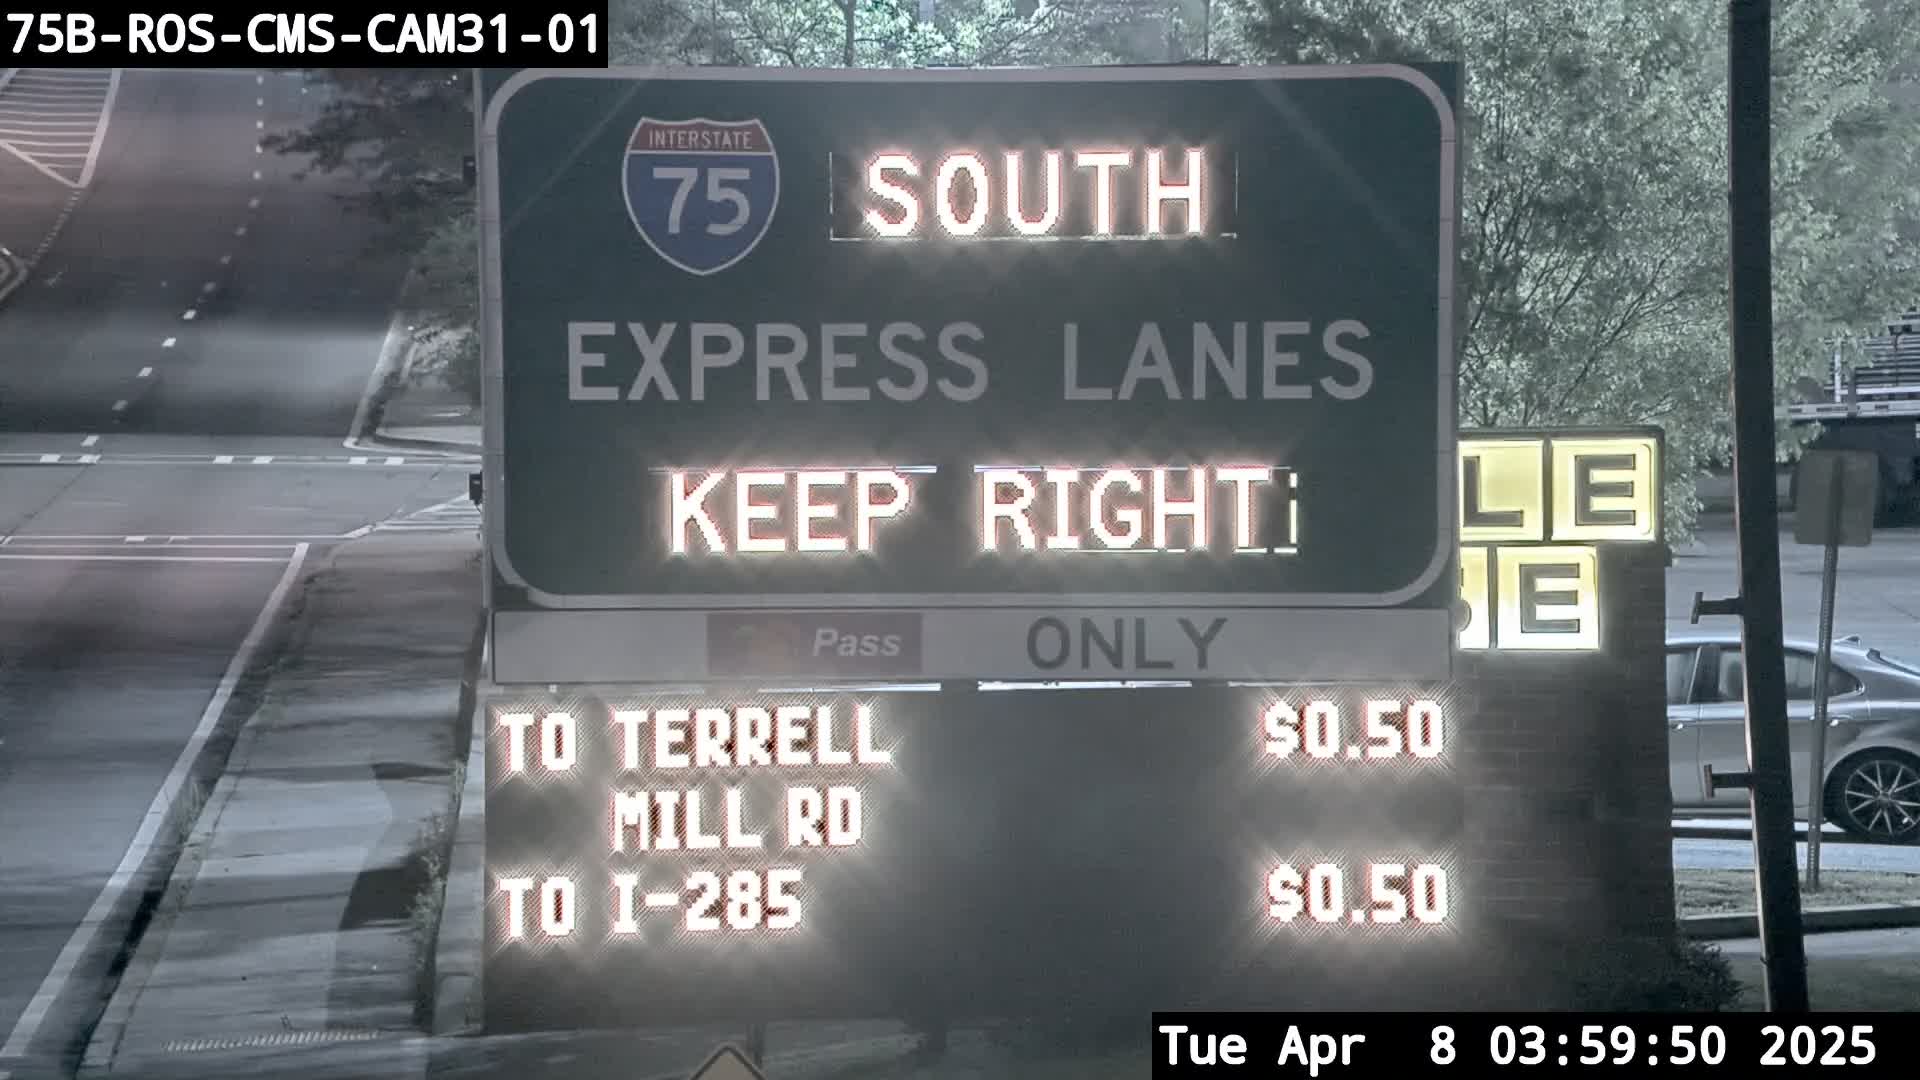 75B-ROS-CMS-CAM31-01
INTERSTATE
75
SOUTH
EXPRESS LANES
KEEP RIGHT
Pass ONLY
TO TERRELL $0.50
MILL RD
TO I-285 $0.50
LE
E
Tue Apr 8 03:59:50 2025